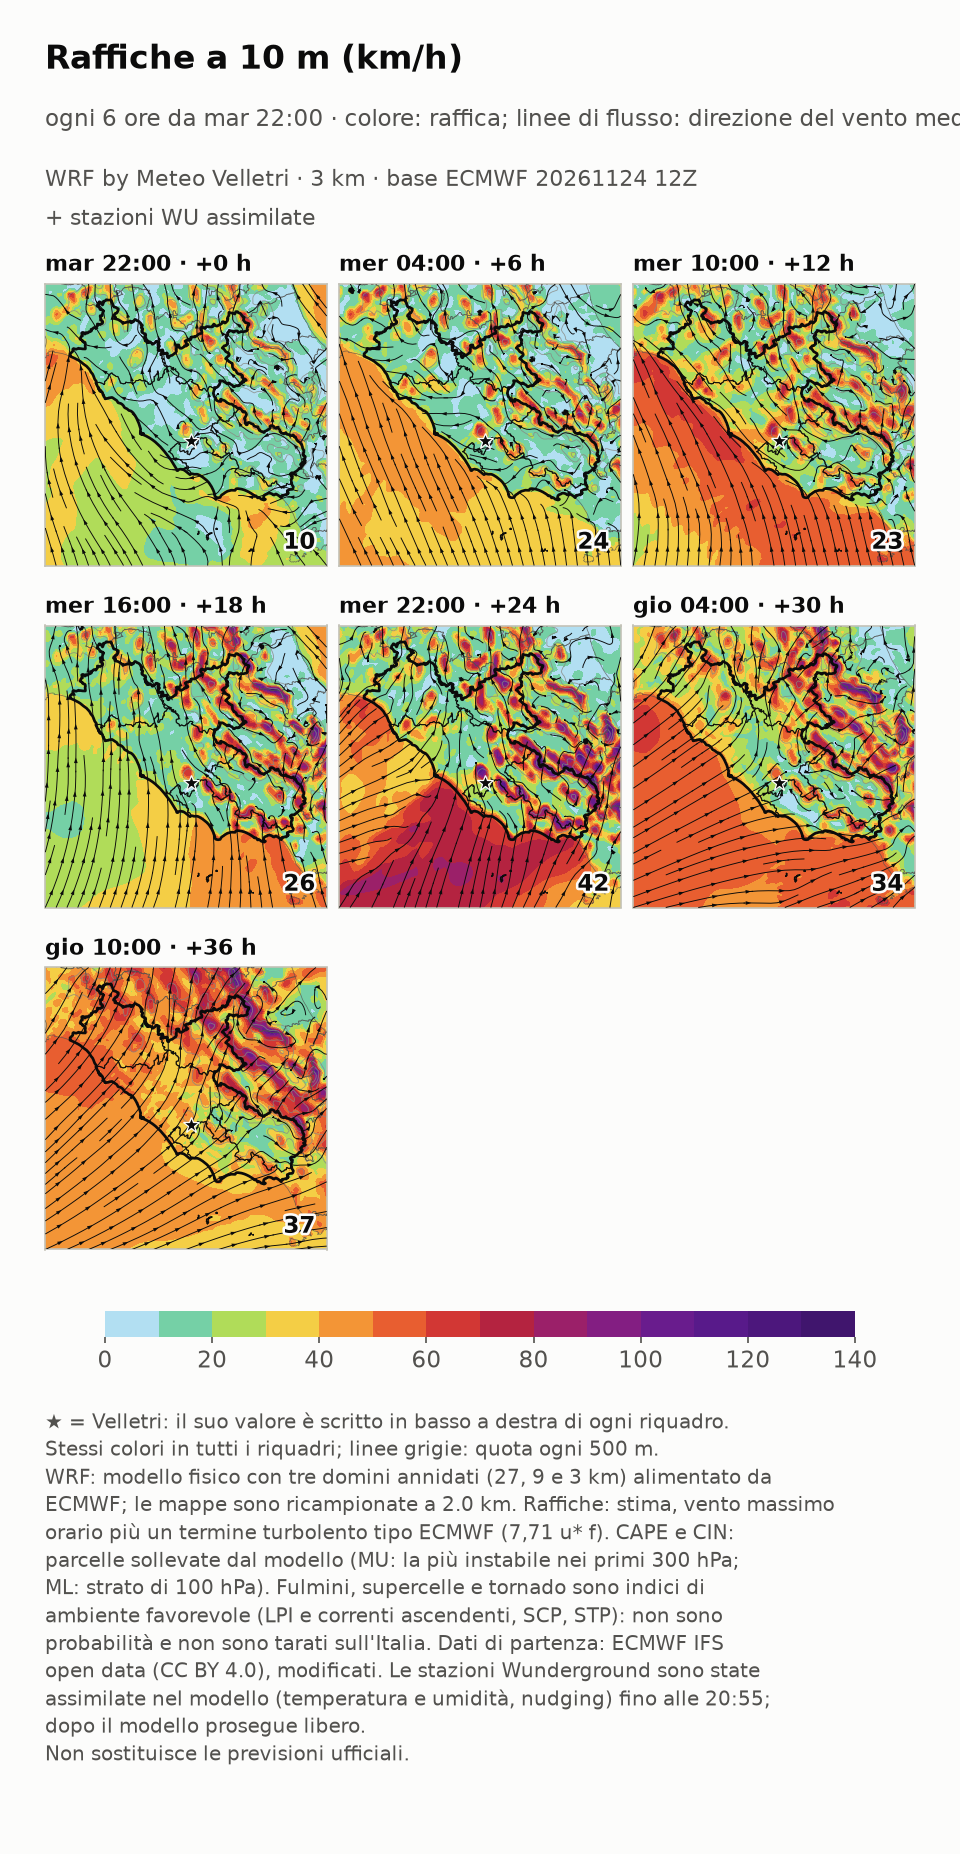 Raffiche a 10 m (km/h)
ogni 6 ore da mar 22:00 · colore: raffica; linee di flusso: direzione del vento med
WRF by Meteo Velletri · 3 km · base ECMWF 20261124 12Z
+ stazioni WU assimilate
mar 22:00 · +0 h
mer 04:00 · +6 h
mer 10:00 · +12 h
10
24
23
mer 16:00 · +18 h
mer 22:00 · +24 h
gio 04:00 · +30 h
26
42
34
gio 10:00 · +36 h
37
0 20 40 60 80 100 120 140
★ = Velletri: il suo valore è scritto in basso a destra di ogni riquadro.
Stessi colori in tutti i riquadri; linee grigie: quota ogni 500 m.
WRF: modello fisico con tre domini annidati (27, 9 e 3 km) alimentato da
ECMWF; le mappe sono ricampionate a 2.0 km. Raffiche: stima, vento massimo
orario più un termine turbolento tipo ECMWF (7,71 u* f). CAPE e CIN:
parcelle sollevate dal modello (MU: la più instabile nei primi 300 hPa;
ML: strato di 100 hPa). Fulmini, supercelle e tornado sono indici di
ambiente favorevole (LPI e correnti ascendenti, SCP, STP): non sono
probabilità e non sono tarati sull'Italia. Dati di partenza: ECMWF IFS
open data (CC BY 4.0), modificati. Le stazioni Wunderground sono state
assimilate nel modello (temperatura e umidità, nudging) fino alle 20:55;
dopo il modello prosegue libero.
Non sostituisce le previsioni ufficiali.